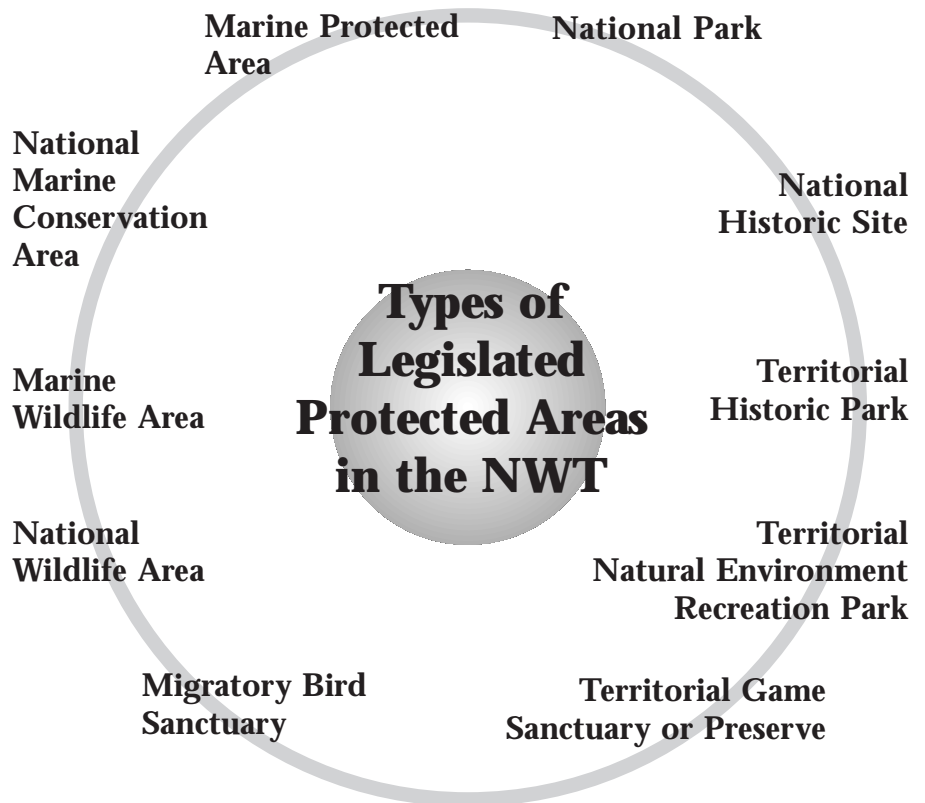 Marine Protected
Area
National Park
National
Marine
Conservation
Area
National
Historic Site
Types of
Legislated
Protected Areas
in the NWT
Marine
Wildlife Area
Territorial
Historic Park
National
Wildlife Area
Territorial
Natural Environment
Recreation Park
Migratory Bird
Sanctuary
Territorial Game
Sanctuary or Preserve